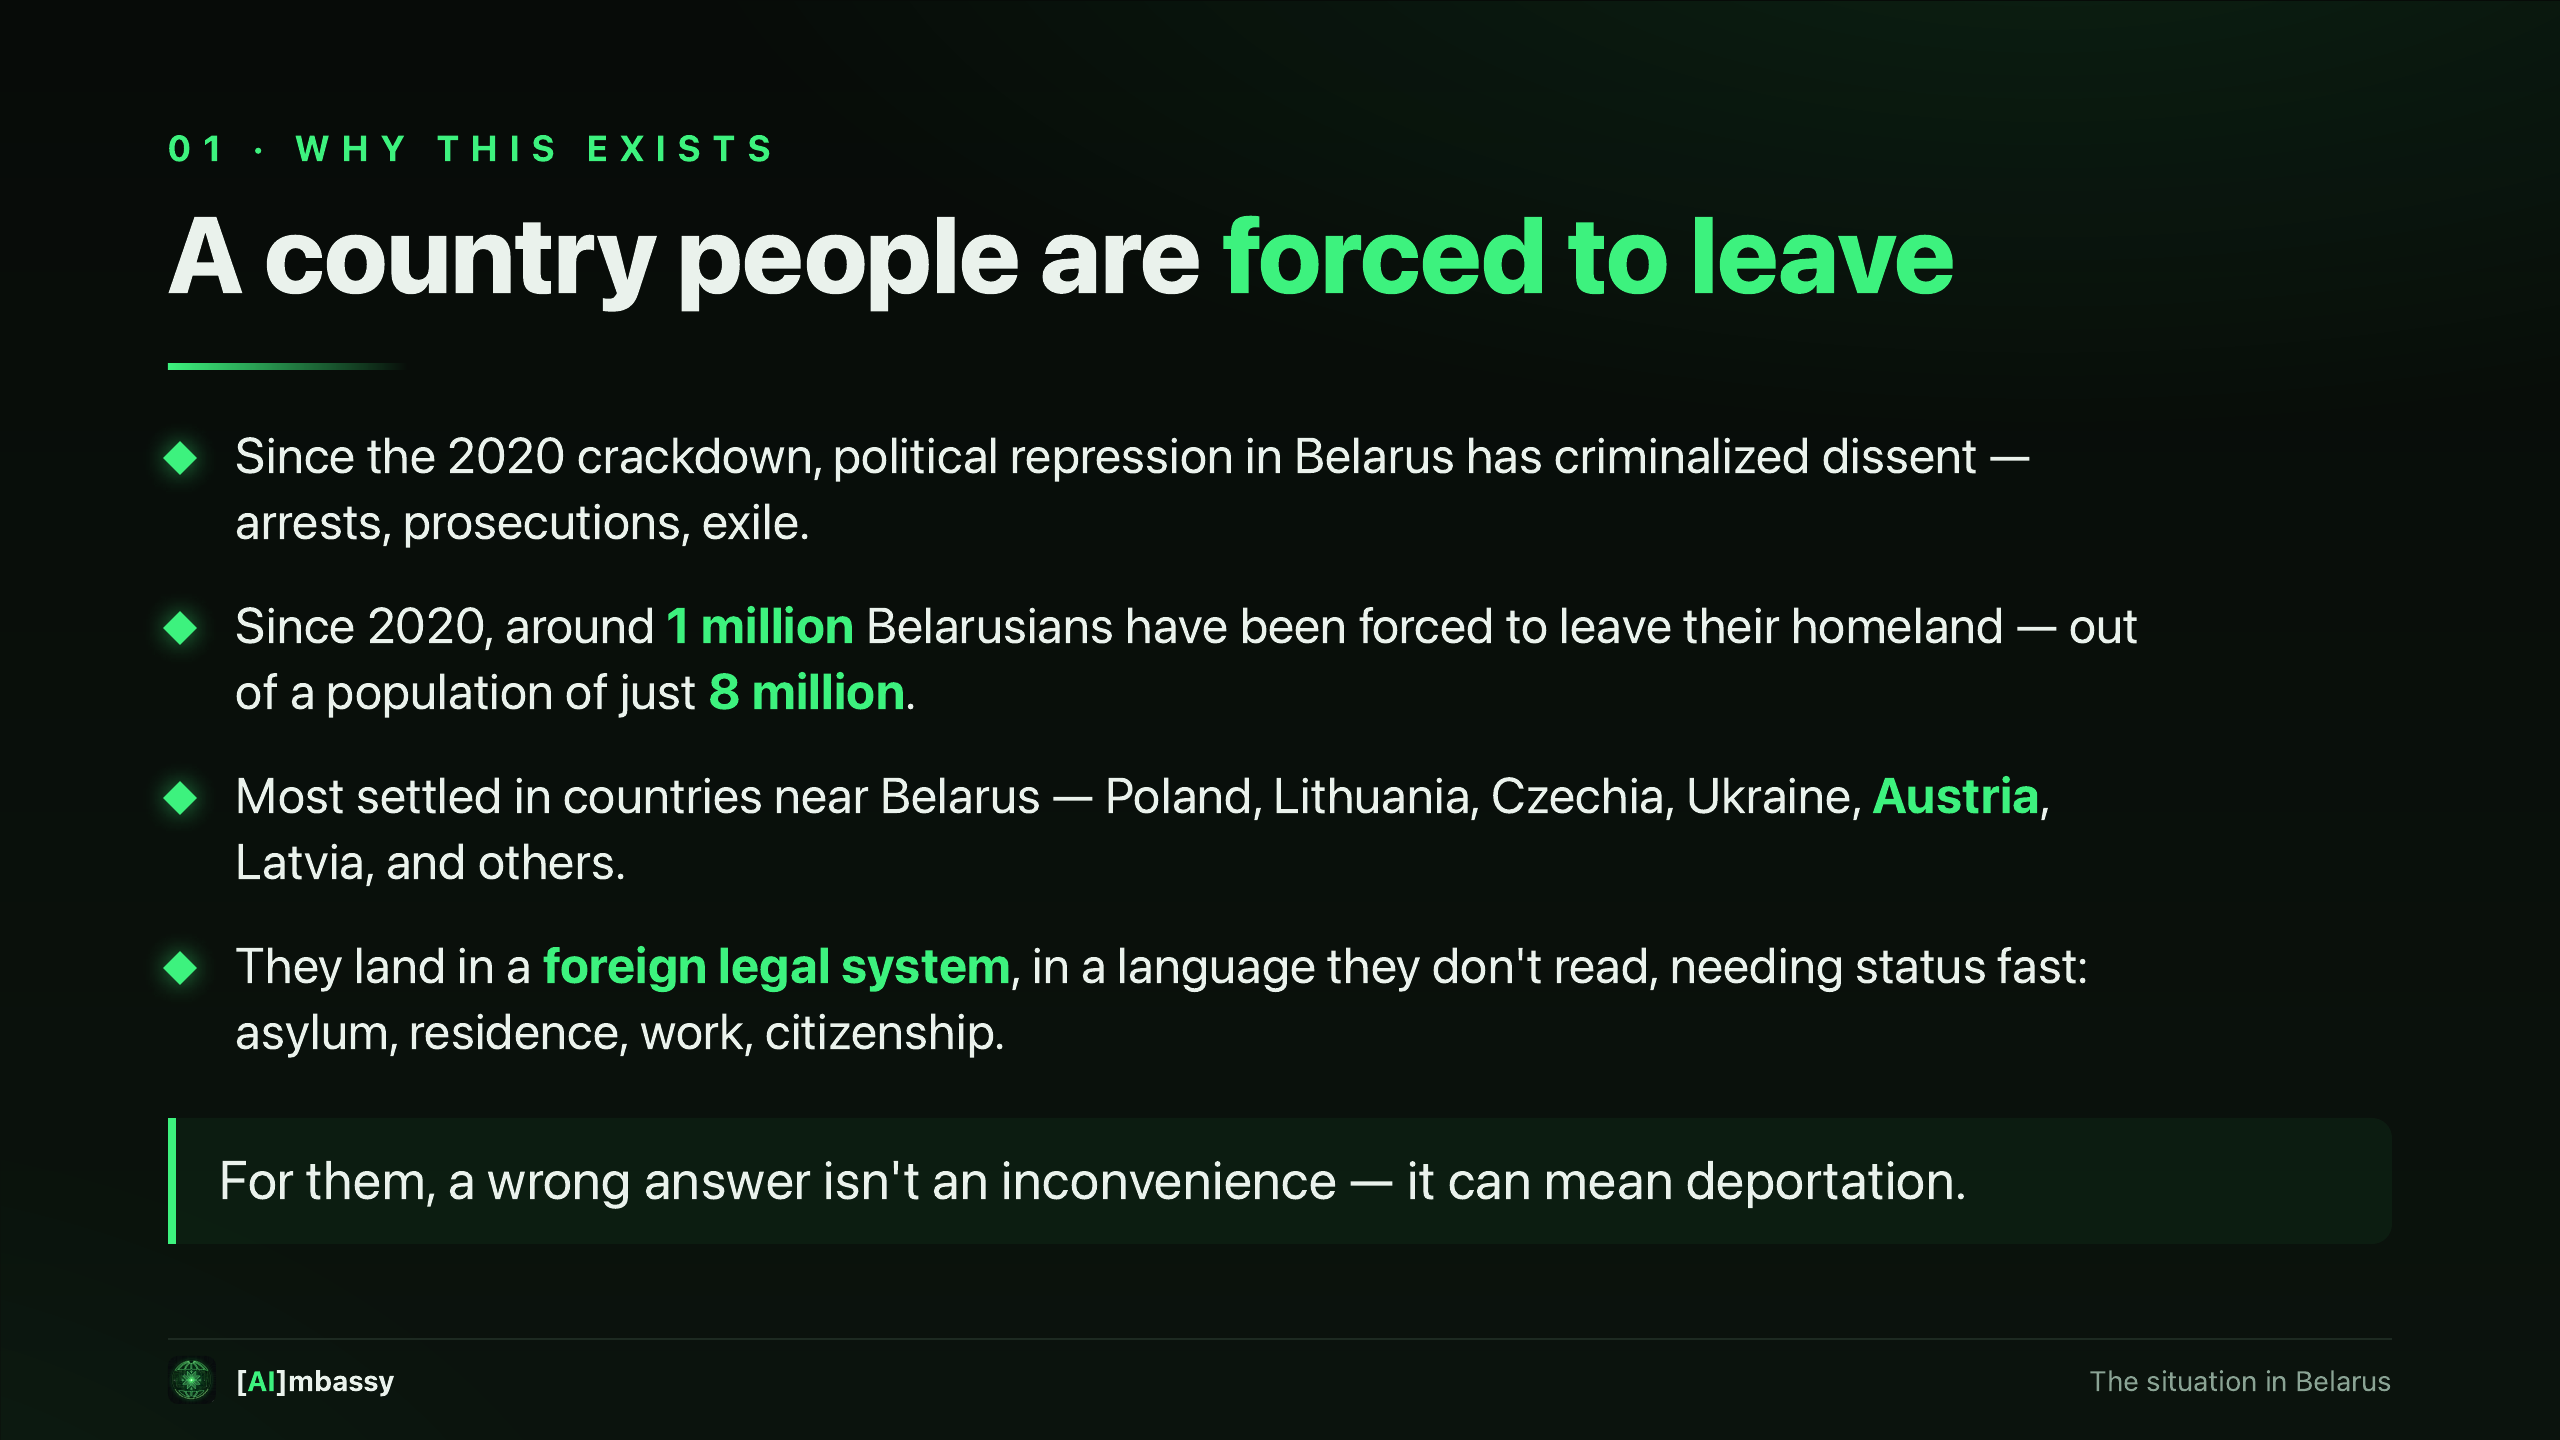 01 · WHY THIS EXISTS
A country people are forced to leave
Since the 2020 crackdown, political repression in Belarus has criminalized dissent —
arrests, prosecutions, exile.
Since 2020, around 1 million Belarusians have been forced to leave their homeland — out
of a population of just 8 million.
Most settled in countries near Belarus — Poland, Lithuania, Czechia, Ukraine, Austria,
Latvia, and others.
They land in a foreign legal system, in a language they don't read, needing status fast:
asylum, residence, work, citizenship.
For them, a wrong answer isn't an inconvenience — it can mean deportation.
[AI]mbassy
The situation in Belarus